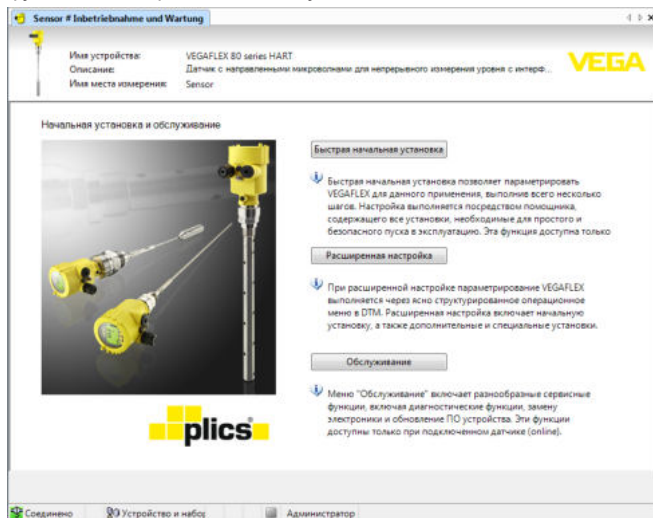 Sensor # Inbetriebnahme und Wartung
Имя устройства: VEGAFLEX 80 series HART
Описание: Датчик с направленными микроволнами для непрерывного измерения уровня с интерф...
Имя места измерения: Sensor
VEGA
Начальная установка и обслуживание
Быстрая начальная установка
Быстрая начальная установка позволяет параметрировать
VEGAFLEX для данного применения, выполнив всего несколько
шагов. Настройка выполняется посредством помощника,
содержащего все установки, необходимые для простого и
безопасного пуска в эксплуатацию. Эта функция доступна только
Расширенная настройка
При расширенной настройке параметрирование VEGAFLEX
выполняется через ясно структурированное операционное
меню в DTM. Расширенная настройка включает начальную
установку, а также дополнительные и специальные установки.
Обслуживание
Меню "Обслуживание" включает разнообразные сервисные
функции, включая диагностические функции, замену
электроники и обновление ПО устройства. Эти функции
доступны только при подключенном датчике (online).
plics
Соединено Устройство и набор Администратор